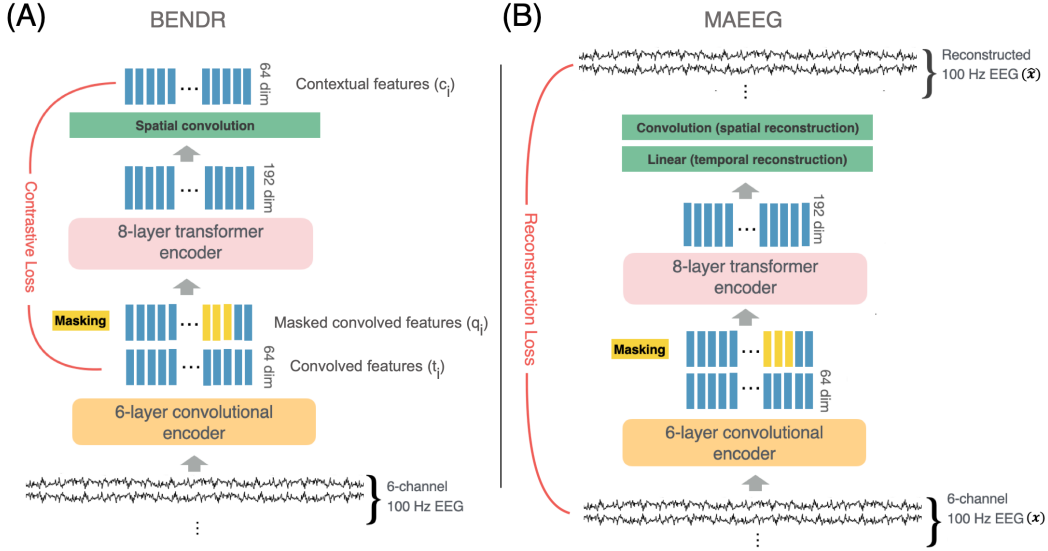 (A)
BENDR
64 dim
Contextual features (ci)
Spatial convolution
192 dim
8-layer transformer
encoder
Contrastive Loss
Masking
Masked convolved features (qi)
Convolved features (ti)
64 dim
6-layer convolutional
encoder
6-channel
100 Hz EEG
(B)
MAEEG
Reconstructed
100 Hz EEG (x̂)
Convolution (spatial reconstruction)
Linear (temporal reconstruction)
192 dim
8-layer transformer
encoder
Reconstruction Loss
Masking
64 dim
6-layer convolutional
encoder
6-channel
100 Hz EEG (x)